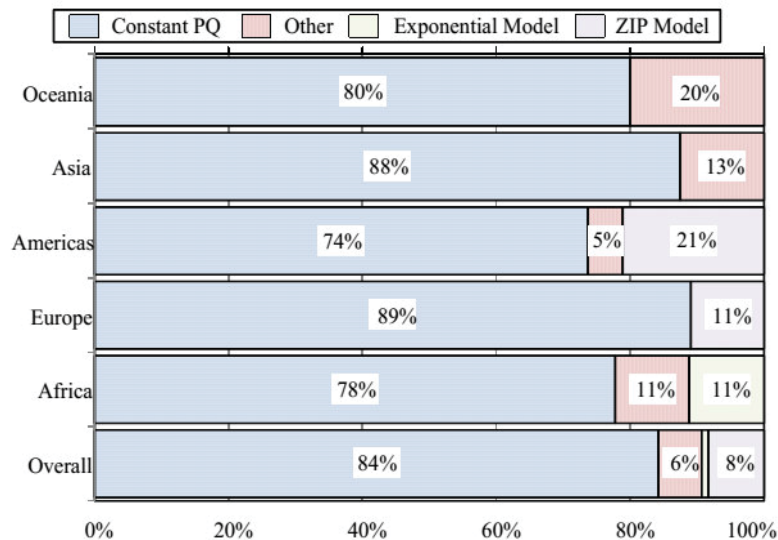 Constant PQ Other Exponential Model ZIP Model
Oceania 80% 20%
Asia 88% 13%
Americas 74% 5% 21%
Europe 89% 11%
Africa 78% 11% 11%
Overall 84% 6% 8%
0% 20% 40% 60% 80% 100%